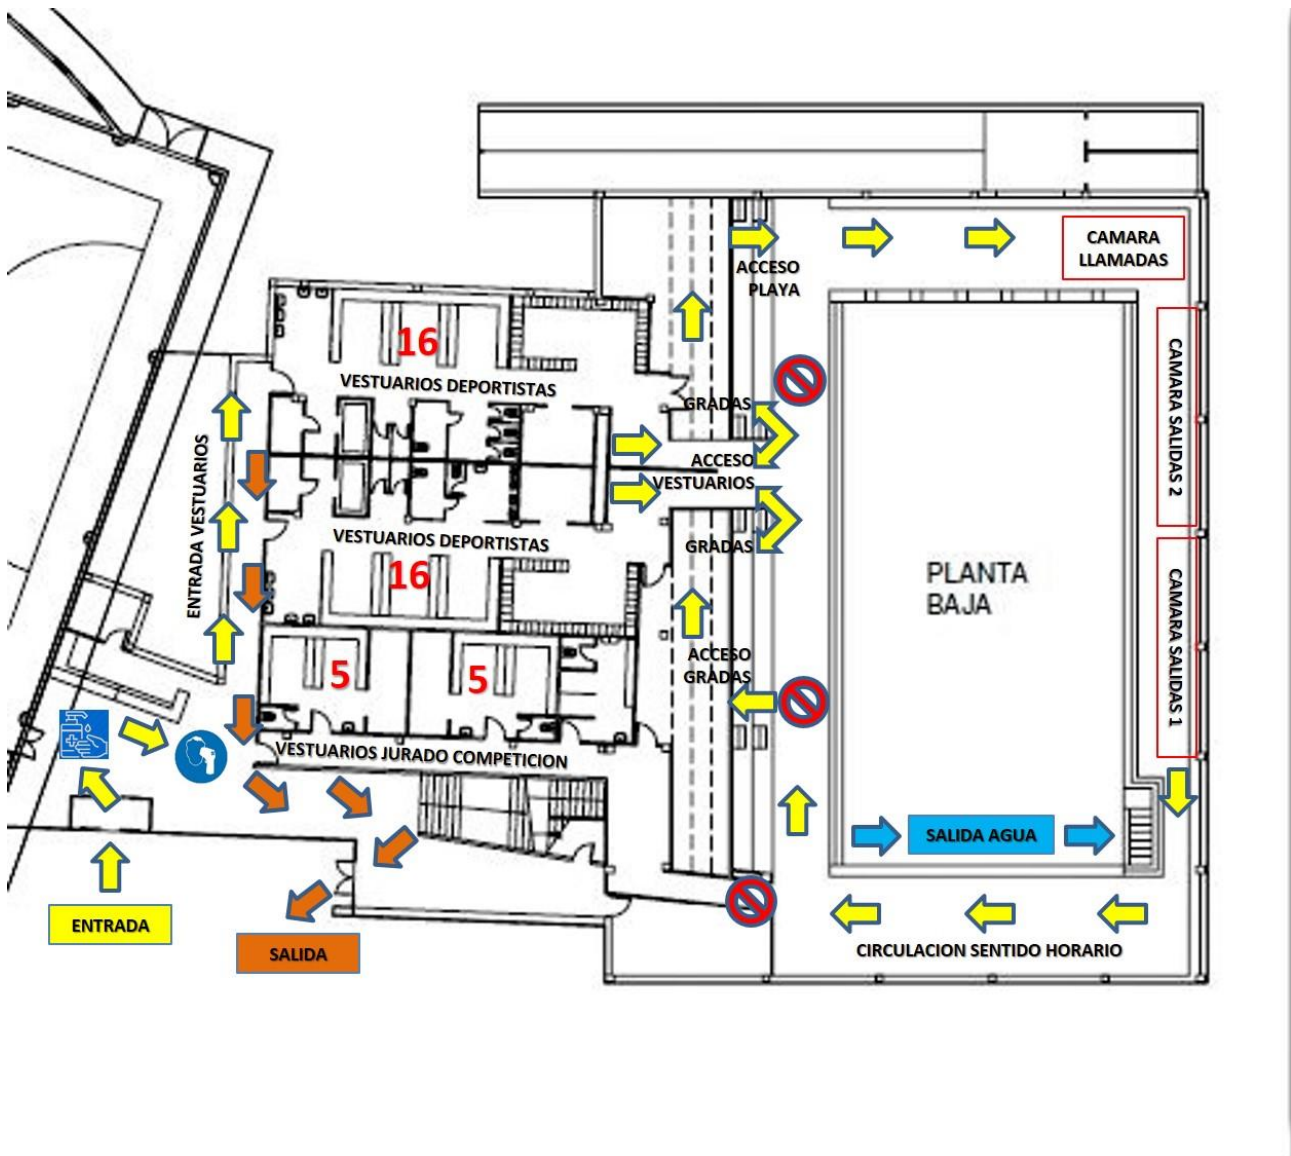 CAMARA
LLAMADAS
ACCESO
PLAYA
16
VESTUARIOS DEPORTISTAS
GRADAS
CAMARA SALIDAS 2
ENTRADA VESTUARIOS
ACCESO
VESTUARIOS
VESTUARIOS DEPORTISTAS
16
GRADAS
PLANTA
BAJA
CAMARA SALIDAS 1
5
5
ACCESO
GRADAS
VESTUARIOS JURADO COMPETICION
SALIDA AGUA
ENTRADA
SALIDA
CIRCULACION SENTIDO HORARIO